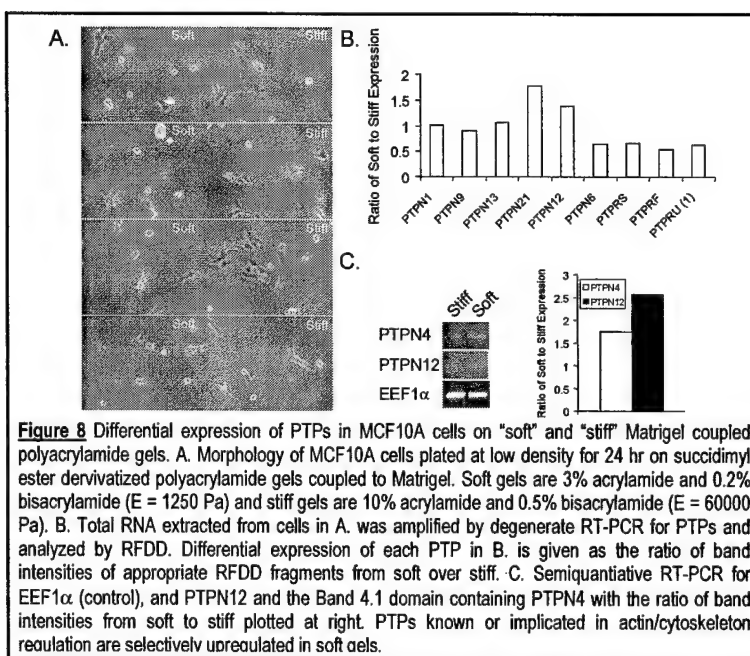 A.
Soft
Stiff
Soft
Stiff
Soft
Stiff
Soft
Stiff
B.
Ratio of Soft to Stiff Expression
2
1.5
1
0.5
0
PTPN1
PTPN9
PTPN13
PTPN21
PTPN12
PTPN6
PTPRS
PTPRF
PTPRU (1)
C.
Stiff
Soft
PTPN4
PTPN12
EEF1α
Ratio of Soft to Stiff Expression
3
2.5
2
1.5
1
0.5
0
PTPN4
PTPN12
Figure 8 Differential expression of PTPs in MCF10A cells on "soft" and "stiff" Matrigel coupled
polyacrylamide gels. A. Morphology of MCF10A cells plated at low density for 24 hr on succidimyl
ester dervivatized polyacrylamide gels coupled to Matrigel. Soft gels are 3% acrylamide and 0.2%
bisacrylamide (E = 1250 Pa) and stiff gels are 10% acrylamide and 0.5% bisacrylamide (E = 60000
Pa). B. Total RNA extracted from cells in A. was amplified by degenerate RT-PCR for PTPs and
analyzed by RFDD. Differential expression of each PTP in B. is given as the ratio of band
intensities of appropriate RFDD fragments from soft over stiff. C. Semiquantiative RT-PCR for
EEF1α (control), and PTPN12 and the Band 4.1 domain containing PTPN4 with the ratio of band
intensities from soft to stiff plotted at right. PTPs known or implicated in actin/cytoskeleton
regulation are selectively upregulated in soft gels.